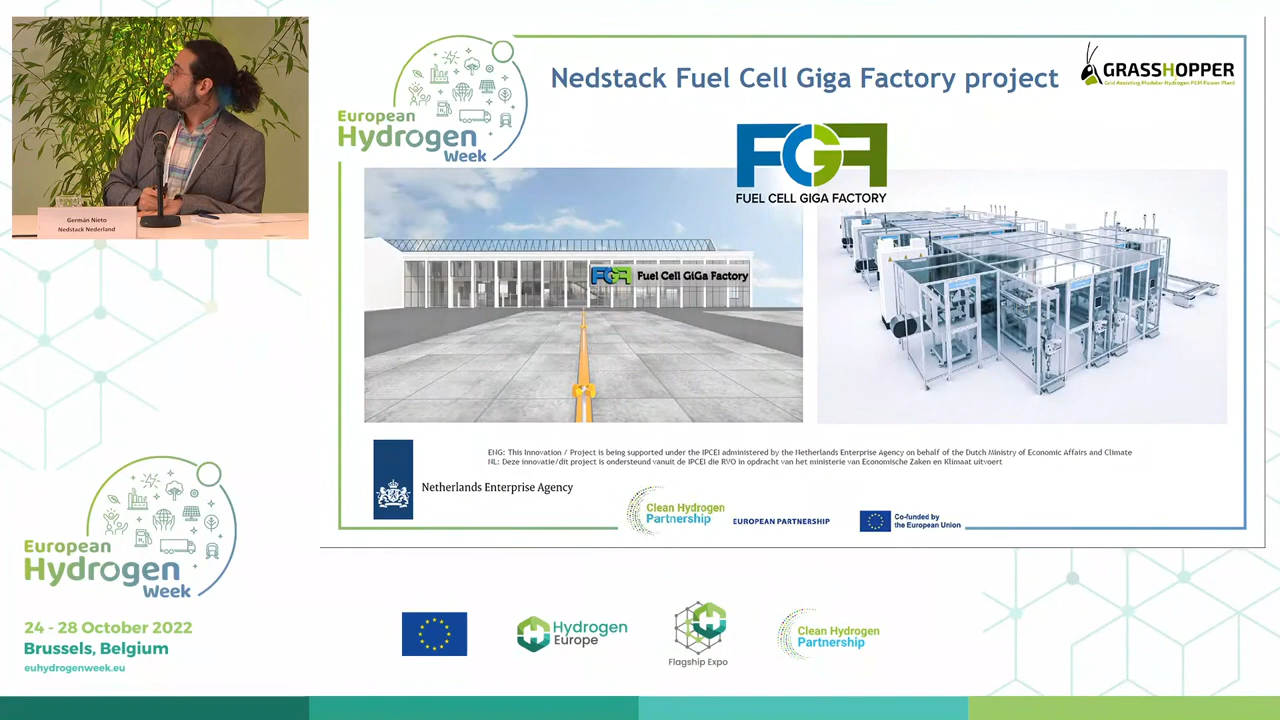 Germán Nieto
Nedstack Nederland
European
Hydrogen
Week
Nedstack Fuel Cell Giga Factory project
GRASSHOPPER
Grid Assisting Modular Hydrogen PEM Power Plant
FGF
FUEL CELL GIGA FACTORY
FGF Fuel Cell GiGa Factory
ENG: This Innovation / Project is being supported under the IPCEI administered by the Netherlands Enterprise Agency on behalf of the Dutch Ministry of Economic Affairs and Climate
NL: Deze innovatie/dit project is ondersteund vanuit de IPCEI die RVO in opdracht van het ministerie van Economische Zaken en Klimaat uitvoert
Netherlands Enterprise Agency
Clean Hydrogen
Partnership
EUROPEAN PARTNERSHIP
Co-funded by
the European Union
European
Hydrogen
Week
24 - 28 October 2022
Brussels, Belgium
euhydrogenweek.eu
Hydrogen
Europe
Flagship Expo
Clean Hydrogen
Partnership